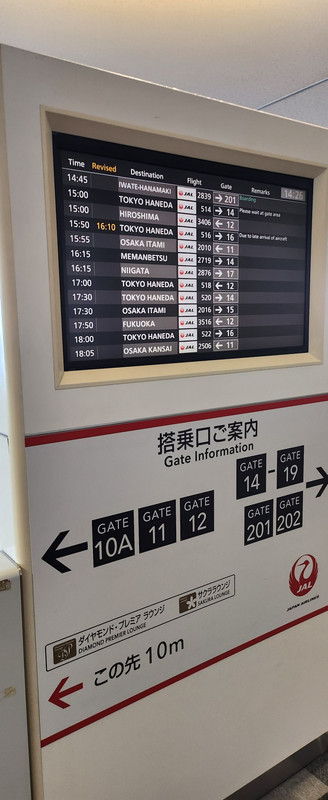 Time Revised Destination Flight Gate Remarks 14:26
14:45 IWATE-HANAMAKI JAL 2839 → 201 Boarding
15:00 TOKYO HANEDA JAL 514 → 14 Please wait at gate area
15:00 HIROSHIMA JAL 3406 ← 12
15:50 16:10 TOKYO HANEDA JAL 516 → 16 Due to late arrival of aircraft
15:55 OSAKA ITAMI JAL 2010 ← 11
16:15 MEMANBETSU JAL 2719 → 14
16:15 NIIGATA JAL 2876 → 17
17:00 TOKYO HANEDA JAL 518 ← 12
17:30 TOKYO HANEDA JAL 520 → 14
17:30 OSAKA ITAMI JAL 2016 → 15
17:50 FUKUOKA JAL 3516 ← 12
18:00 TOKYO HANEDA JAL 522 → 16
18:05 OSAKA KANSAI JAL 2506 ← 11
搭乗口ご案内
Gate Information
← GATE 10A GATE 11 GATE 12
GATE 14 - GATE 19 →
GATE 201 GATE 202
JAL
JAPAN AIRLINES
ダイヤモンド・プレミア ラウンジ
DIAMOND PREMIER LOUNGE
サクララウンジ
SAKURA LOUNGE
← この先 10m